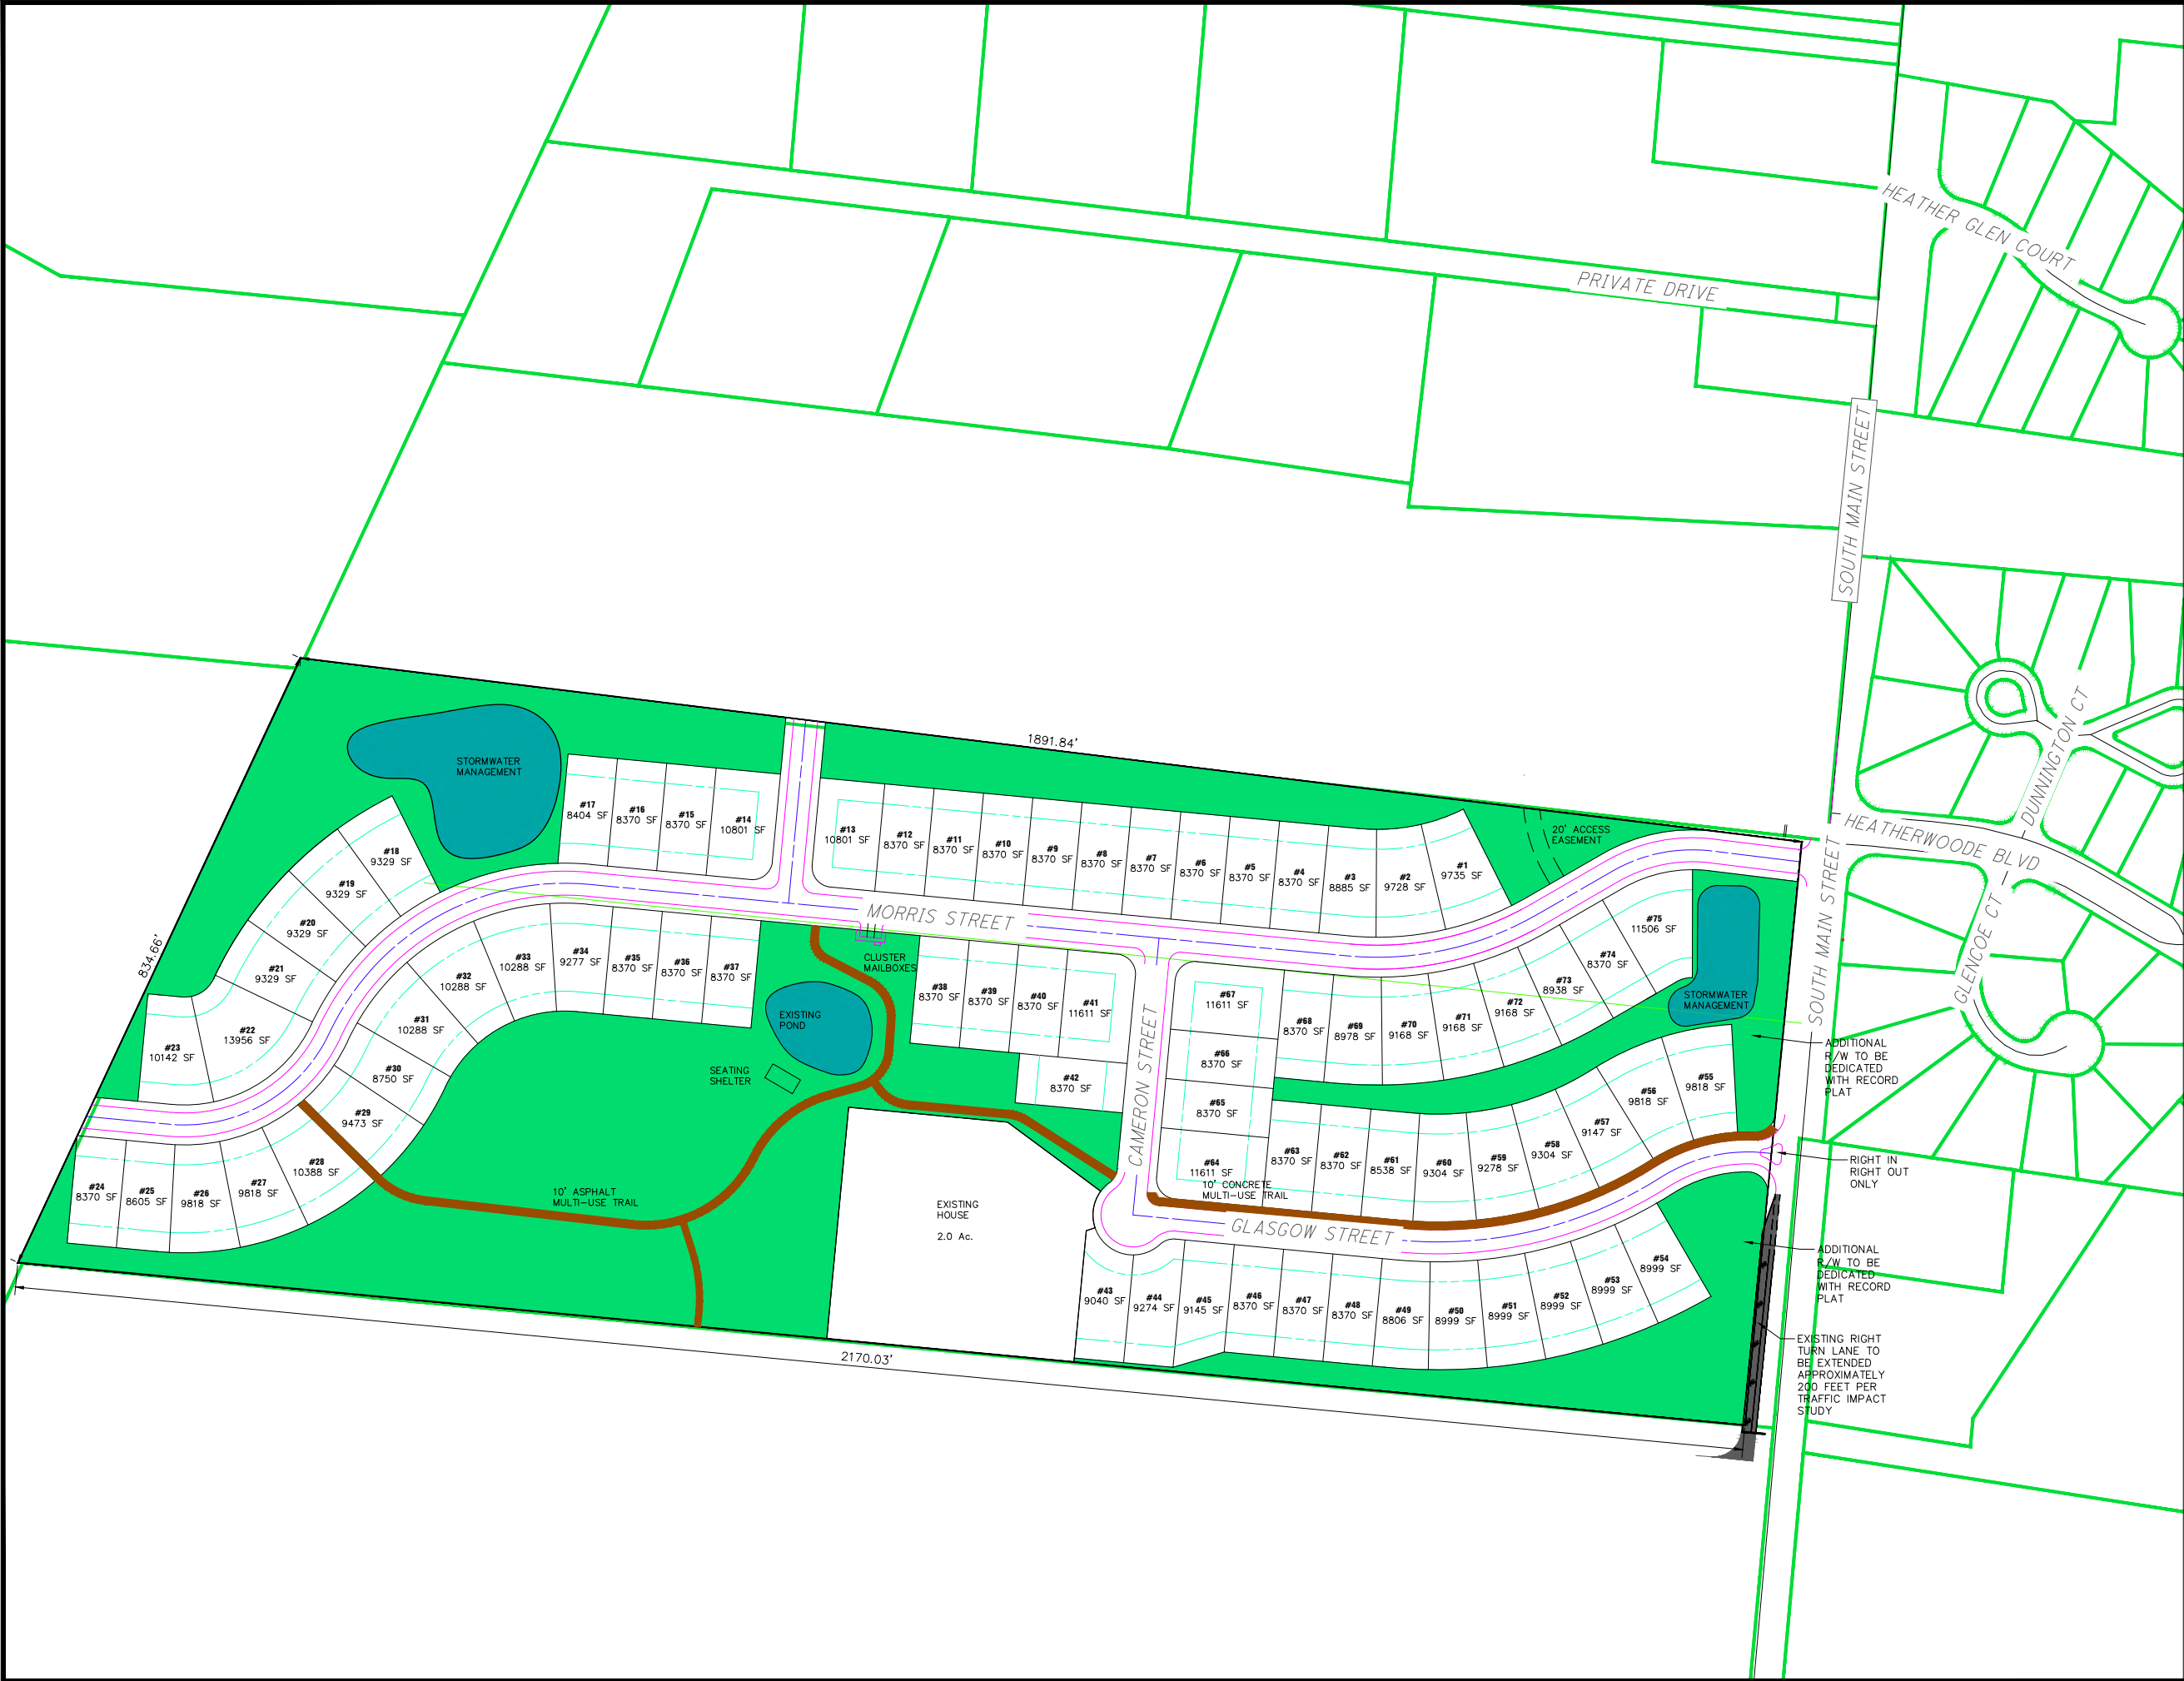 HEATHER GLEN COURT
PRIVATE DRIVE
SOUTH MAIN STREET
DUNNINGTON CT
HEATHERWOODE BLVD
GLENCOE CT
SOUTH MAIN STREET
1891.84'
834.66'
2170.03'
STORMWATER
MANAGEMENT
#17
8404 SF
#16
8370 SF
#15
8370 SF
#14
10801 SF
#13
10801 SF
#12
8370 SF
#11
8370 SF
#10
8370 SF
#9
8370 SF
#8
8370 SF
#7
8370 SF
#6
8370 SF
#5
8370 SF
#4
8370 SF
#3
8885 SF
#2
9728 SF
#1
9735 SF
20' ACCESS
EASEMENT
#18
9329 SF
#19
9329 SF
#20
9329 SF
#21
9329 SF
#22
13956 SF
#23
10142 SF
MORRIS STREET
#24
8370 SF
#25
8605 SF
#26
9818 SF
#27
9818 SF
#28
10388 SF
#29
9473 SF
#30
8750 SF
#31
10288 SF
#32
10288 SF
#33
10288 SF
#34
9277 SF
#35
8370 SF
#36
8370 SF
#37
8370 SF
CLUSTER
MAILBOXES
EXISTING
POND
SEATING
SHELTER
#38
8370 SF
#39
8370 SF
#40
8370 SF
#41
11611 SF
#42
8370 SF
CAMERON STREET
#67
11611 SF
#66
8370 SF
#65
8370 SF
#64
11611 SF
#68
8370 SF
#69
8978 SF
#70
9168 SF
#71
9168 SF
#72
9168 SF
#73
8938 SF
#74
8370 SF
#75
11506 SF
STORMWATER
MANAGEMENT
#63
8370 SF
#62
8370 SF
#61
8538 SF
#60
9304 SF
#59
9278 SF
#58
9304 SF
#57
9147 SF
#56
9818 SF
#55
9818 SF
10' CONCRETE
MULTI-USE TRAIL
10' ASPHALT
MULTI-USE TRAIL
EXISTING
HOUSE
2.0 Ac.
GLASGOW STREET
#43
9040 SF
#44
9274 SF
#45
9145 SF
#46
8370 SF
#47
8370 SF
#48
8370 SF
#49
8806 SF
#50
8999 SF
#51
8999 SF
#52
8999 SF
#53
8999 SF
#54
8999 SF
ADDITIONAL
R/W TO BE
DEDICATED
WITH RECORD
PLAT
RIGHT IN
RIGHT OUT
ONLY
ADDITIONAL
R/W TO BE
DEDICATED
WITH RECORD
PLAT
EXISTING RIGHT
TURN LANE TO
BE EXTENDED
APPROXIMATELY
200 FEET PER
TRAFFIC IMPACT
STUDY